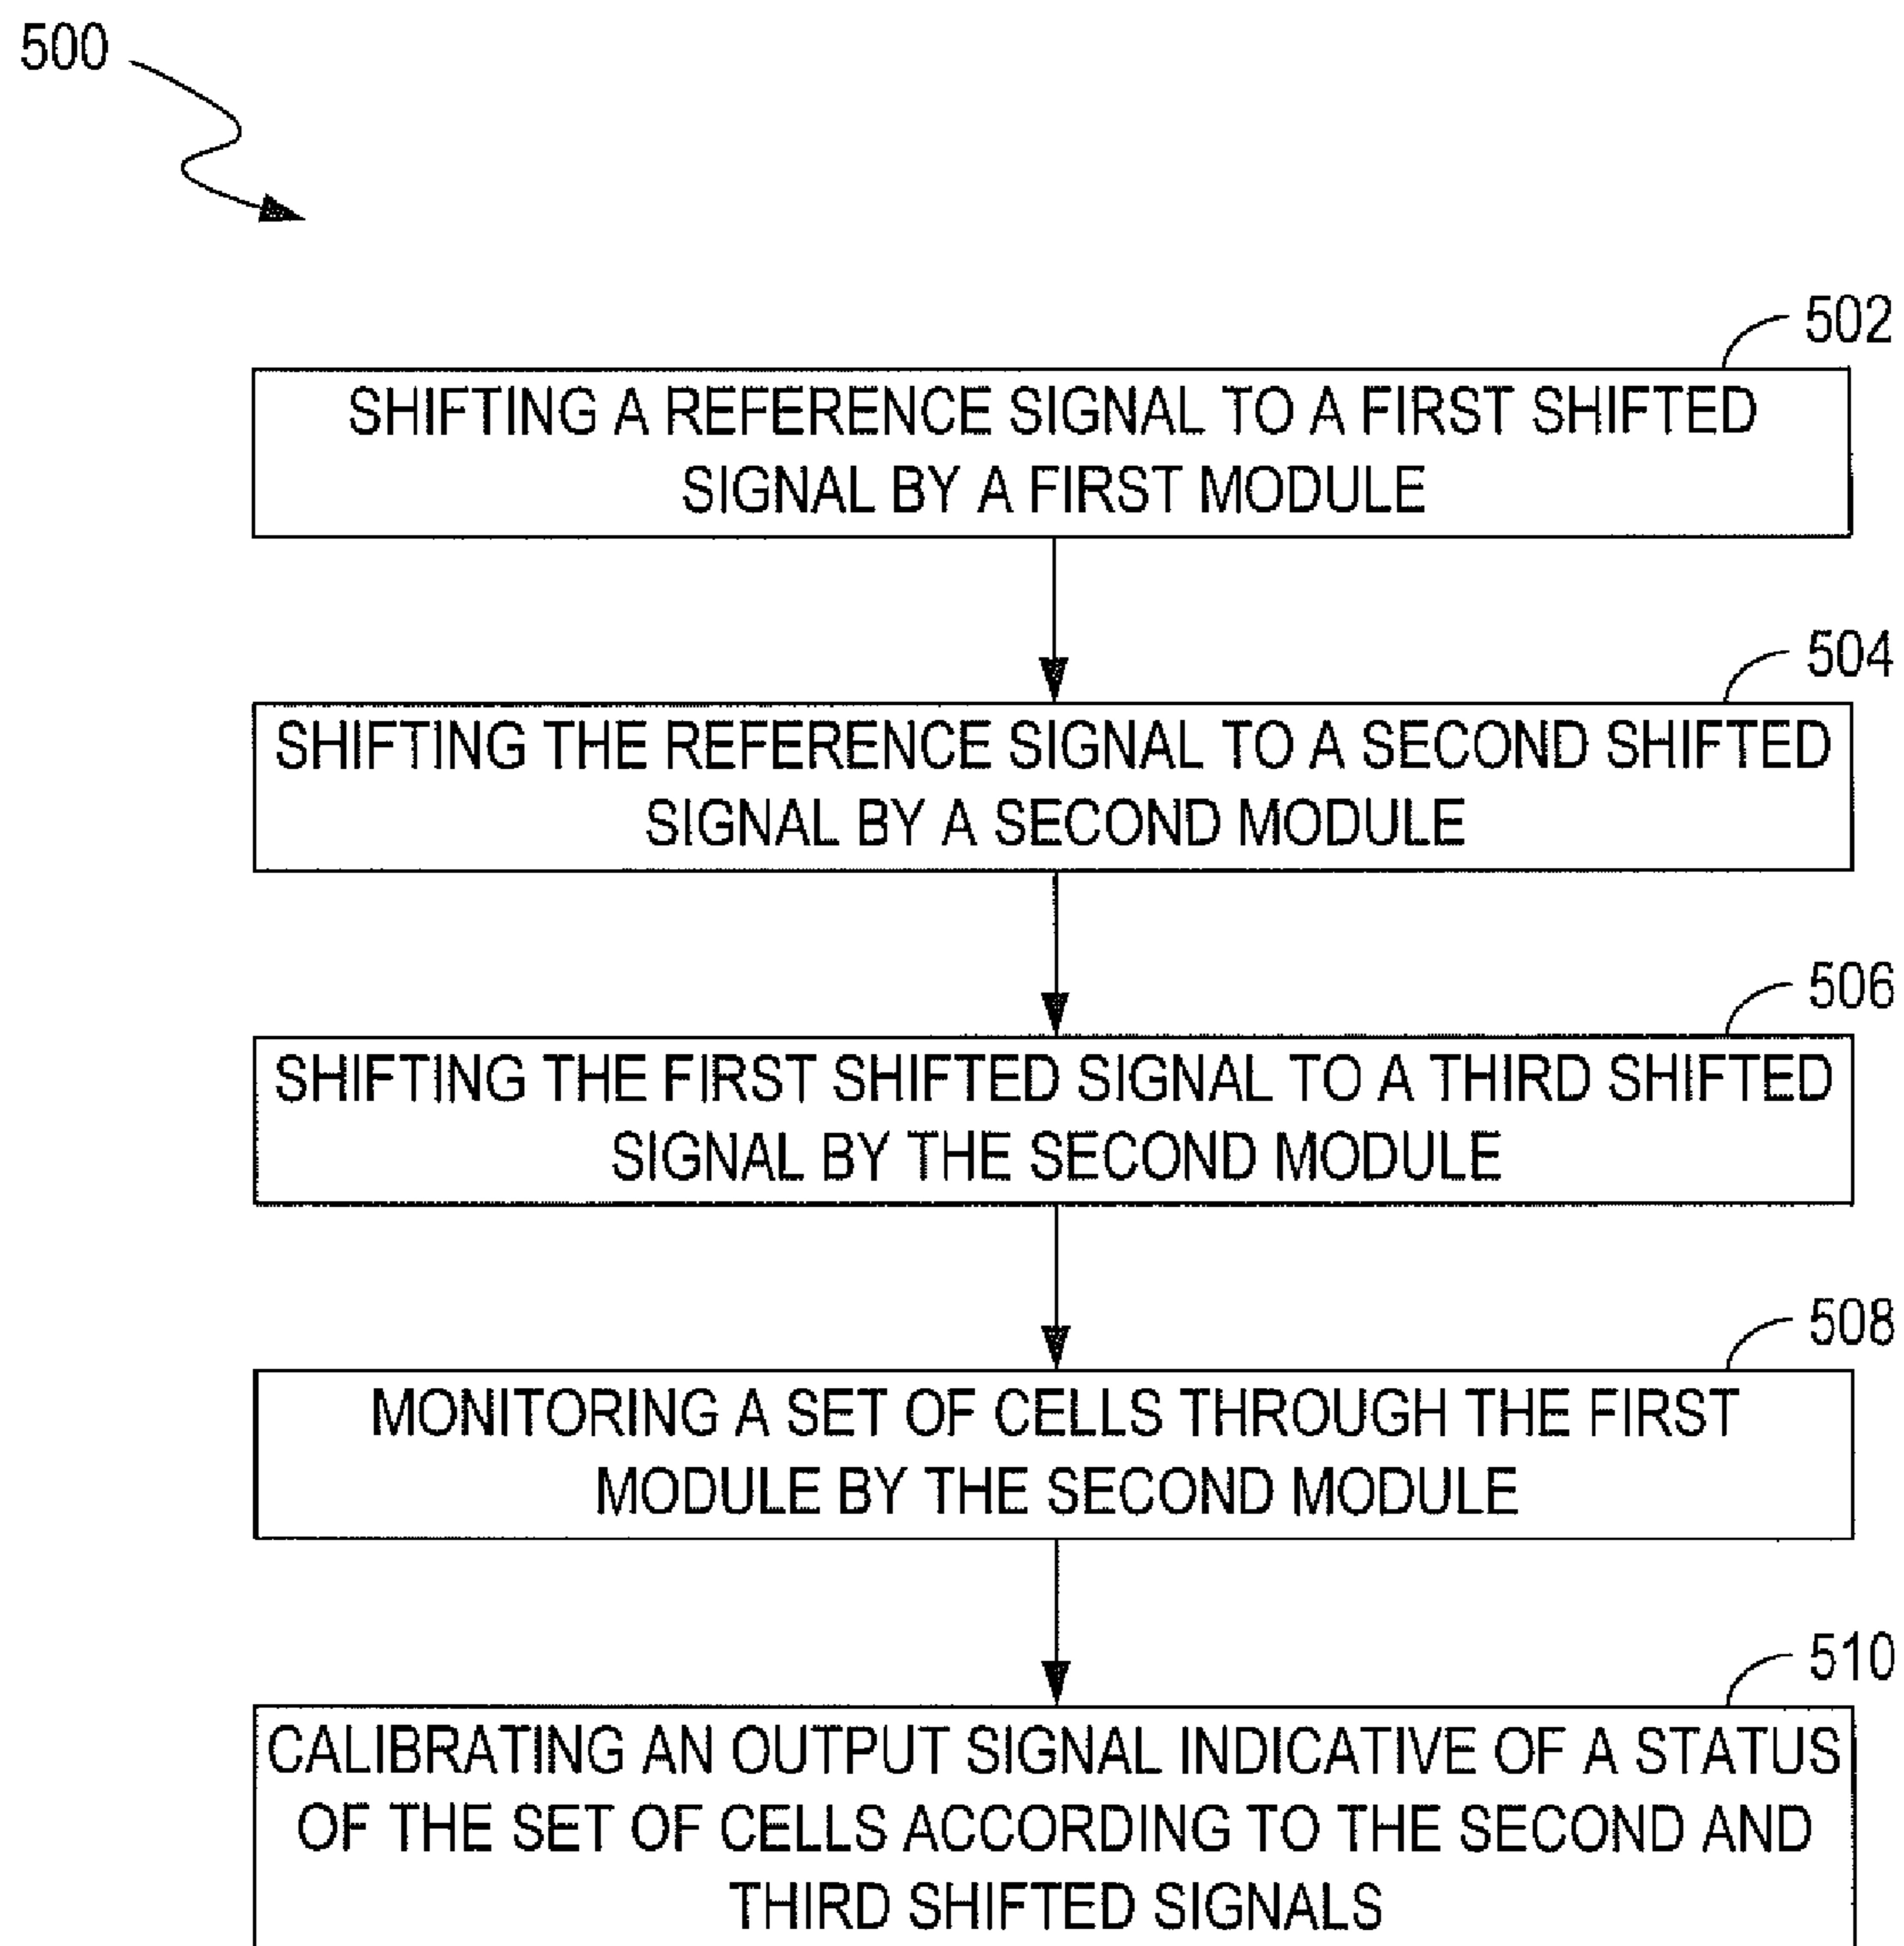 500
502
SHIFTING A REFERENCE SIGNAL TO A FIRST SHIFTED
SIGNAL BY A FIRST MODULE
504
SHIFTING THE REFERENCE SIGNAL TO A SECOND SHIFTED
SIGNAL BY A SECOND MODULE
506
SHIFTING THE FIRST SHIFTED SIGNAL TO A THIRD SHIFTED
SIGNAL BY THE SECOND MODULE
508
MONITORING A SET OF CELLS THROUGH THE FIRST
MODULE BY THE SECOND MODULE
510
CALIBRATING AN OUTPUT SIGNAL INDICATIVE OF A STATUS
OF THE SET OF CELLS ACCORDING TO THE SECOND AND
THIRD SHIFTED SIGNALS